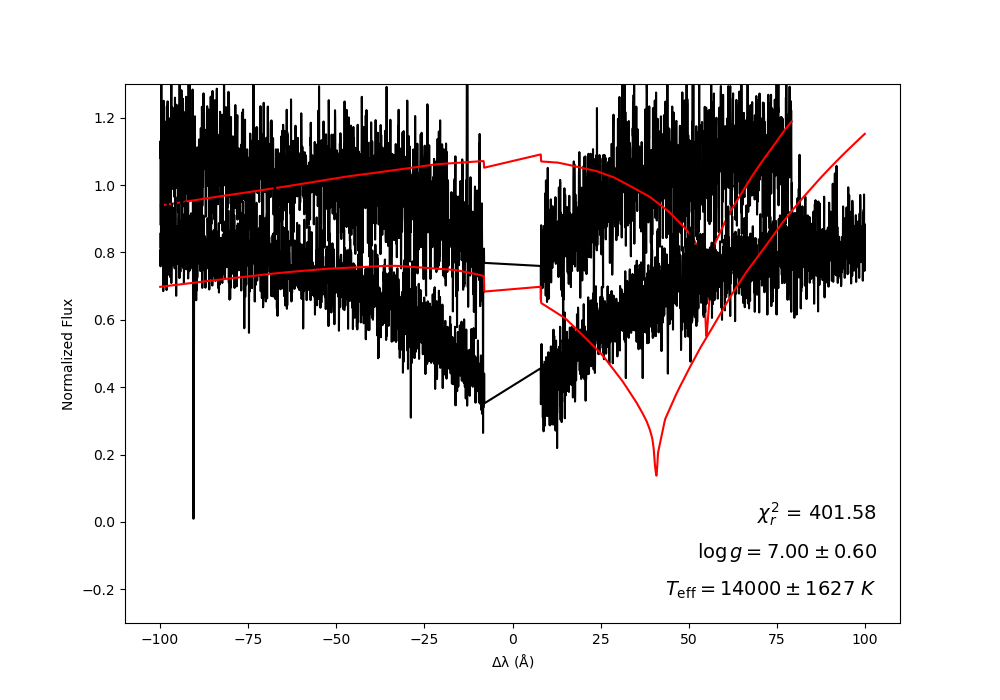 1.2
1.0
0.8
0.6
0.4
0.2
0.0
−0.2
Normalized Flux
χ²ᵣ = 401.58
log g = 7.00 ± 0.60
T_eff = 14000 ± 1627 K
−100 −75 −50 −25 0 25 50 75 100
Δλ (Å)